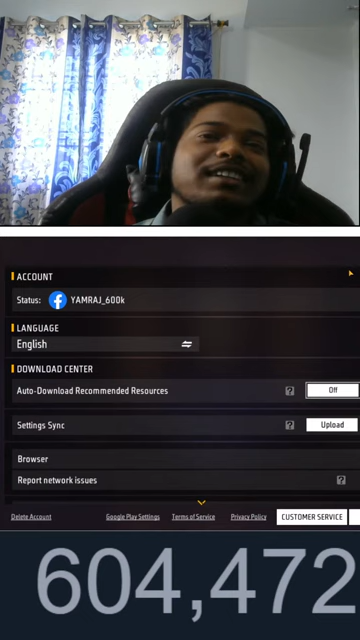 ACCOUNT
Status: YAMRAJ_600k
LANGUAGE
English
DOWNLOAD CENTER
Auto-Download Recommended Resources ? Off
Settings Sync ? Upload
Browser
Report network issues ?
Delete Account Google Play Settings Terms of Service Privacy Policy CUSTOMER SERVICE
604,472